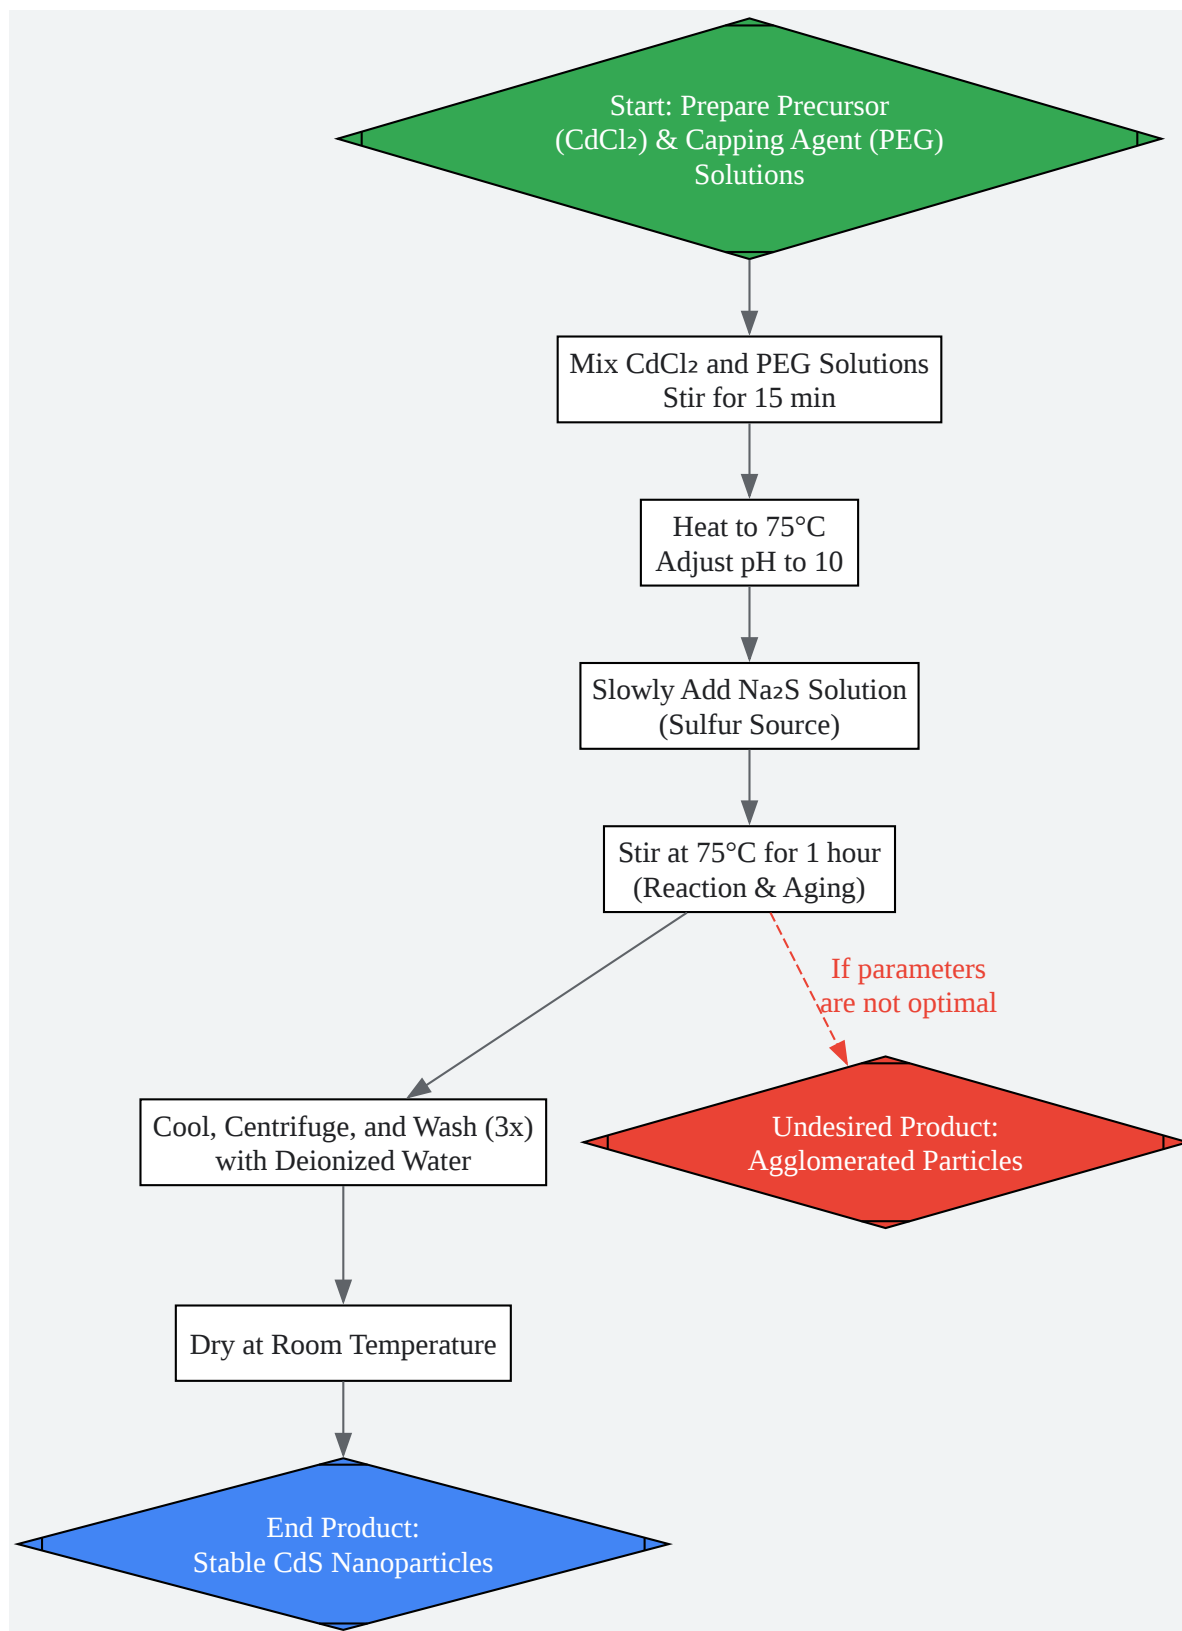 Start: Prepare Precursor
(CdCl₂) & Capping Agent (PEG)
Solutions
Mix CdCl₂ and PEG Solutions
Stir for 15 min
Heat to 75°C
Adjust pH to 10
Slowly Add Na₂S Solution
(Sulfur Source)
Stir at 75°C for 1 hour
(Reaction & Aging)
If parameters
are not optimal
Cool, Centrifuge, and Wash (3x)
with Deionized Water
Undesired Product:
Agglomerated Particles
Dry at Room Temperature
End Product:
Stable CdS Nanoparticles